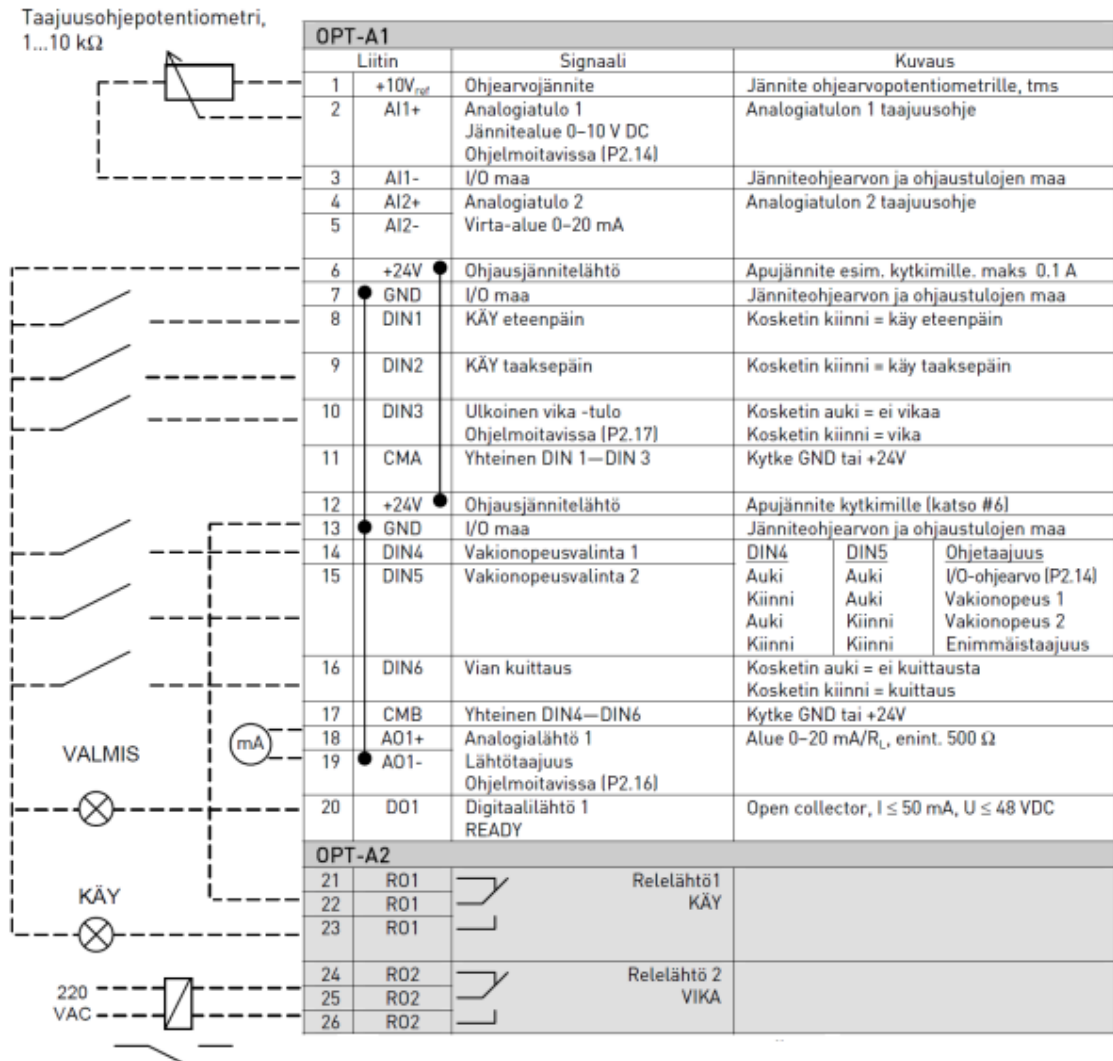 Taajuusohjepotentiometri,
1...10 kΩ
OPT-A1
Liitin Signaali Kuvaus
1 +10Vref Ohjearvojännite Jännite ohjearvopotentiometrille, tms
2 AI1+ Analogiatulo 1 Analogiatulon 1 taajuusohje
Jännitealue 0–10 V DC
Ohjelmoitavissa (P2.14)
3 AI1- I/O maa Jänniteohjearvon ja ohjaustulojen maa
4 AI2+ Analogiatulo 2 Analogiatulon 2 taajuusohje
5 AI2- Virta-alue 0–20 mA
6 +24V Ohjausjännitelähtö Apujännite esim. kytkimille. maks 0.1 A
7 GND I/O maa Jänniteohjearvon ja ohjaustulojen maa
8 DIN1 KÄY eteenpäin Kosketin kiinni = käy eteenpäin
9 DIN2 KÄY taaksepäin Kosketin kiinni = käy taaksepäin
10 DIN3 Ulkoinen vika -tulo Kosketin auki = ei vikaa
Ohjelmoitavissa (P2.17) Kosketin kiinni = vika
11 CMA Yhteinen DIN 1—DIN 3 Kytke GND tai +24V
12 +24V Ohjausjännitelähtö Apujännite kytkimille (katso #6)
13 GND I/O maa Jänniteohjearvon ja ohjaustulojen maa
14 DIN4 Vakionopeusvalinta 1 DIN4 DIN5 Ohjetaajuus
15 DIN5 Vakionopeusvalinta 2 Auki Auki I/O-ohjearvo (P2.14)
Kiinni Auki Vakionopeus 1
Auki Kiinni Vakionopeus 2
Kiinni Kiinni Enimmäistaajuus
16 DIN6 Vian kuittaus Kosketin auki = ei kuittausta
Kosketin kiinni = kuittaus
17 CMB Yhteinen DIN4—DIN6 Kytke GND tai +24V
mA 18 AO1+ Analogialähtö 1 Alue 0–20 mA/RL, enint. 500 Ω
VALMIS 19 AO1- Lähtötaajuus
Ohjelmoitavissa (P2.16)
20 DO1 Digitaalilähtö 1 Open collector, I ≤ 50 mA, U ≤ 48 VDC
READY
OPT-A2
21 RO1 Relelähtö1
KÄY 22 RO1 KÄY
23 RO1
24 RO2 Relelähtö 2
220 25 RO2 VIKA
VAC 26 RO2